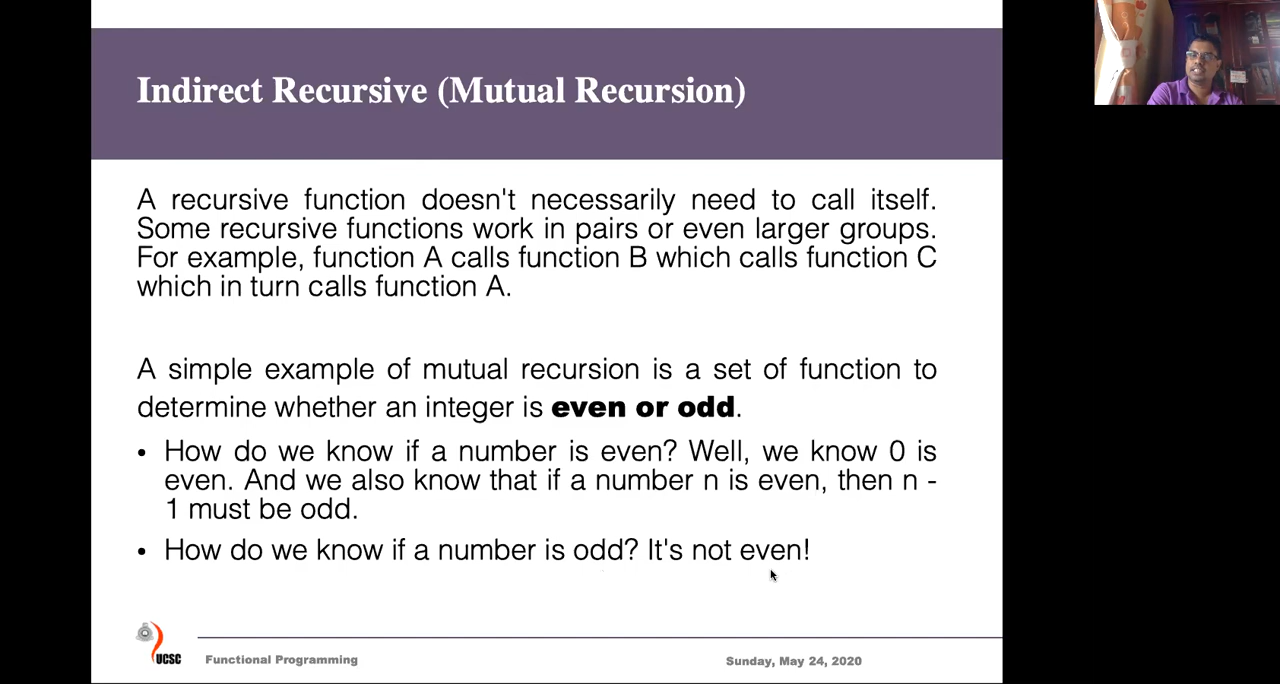 Indirect Recursive (Mutual Recursion)
A recursive function doesn't necessarily need to call itself.
Some recursive functions work in pairs or even larger groups.
For example, function A calls function B which calls function C
which in turn calls function A.
A simple example of mutual recursion is a set of function to
determine whether an integer is even or odd.
• How do we know if a number is even? Well, we know 0 is
even. And we also know that if a number n is even, then n -
1 must be odd.
• How do we know if a number is odd? It's not even!
UCSC
Functional Programming
Sunday, May 24, 2020